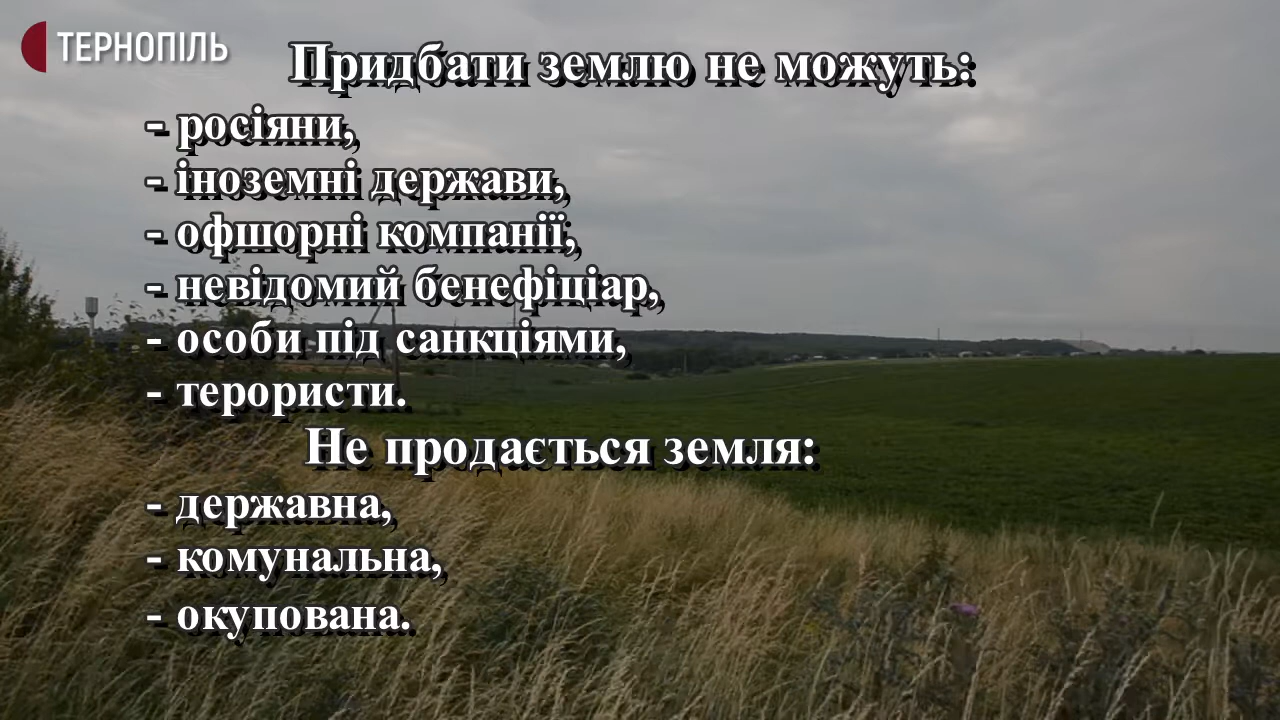 ТЕРНОПІЛЬ
Придбати землю не можуть:
- росіяни,
- іноземні держави,
- офшорні компанії,
- невідомий бенефіціар,
- особи під санкціями,
- терористи.
Не продається земля:
- державна,
- комунальна,
- окупована.